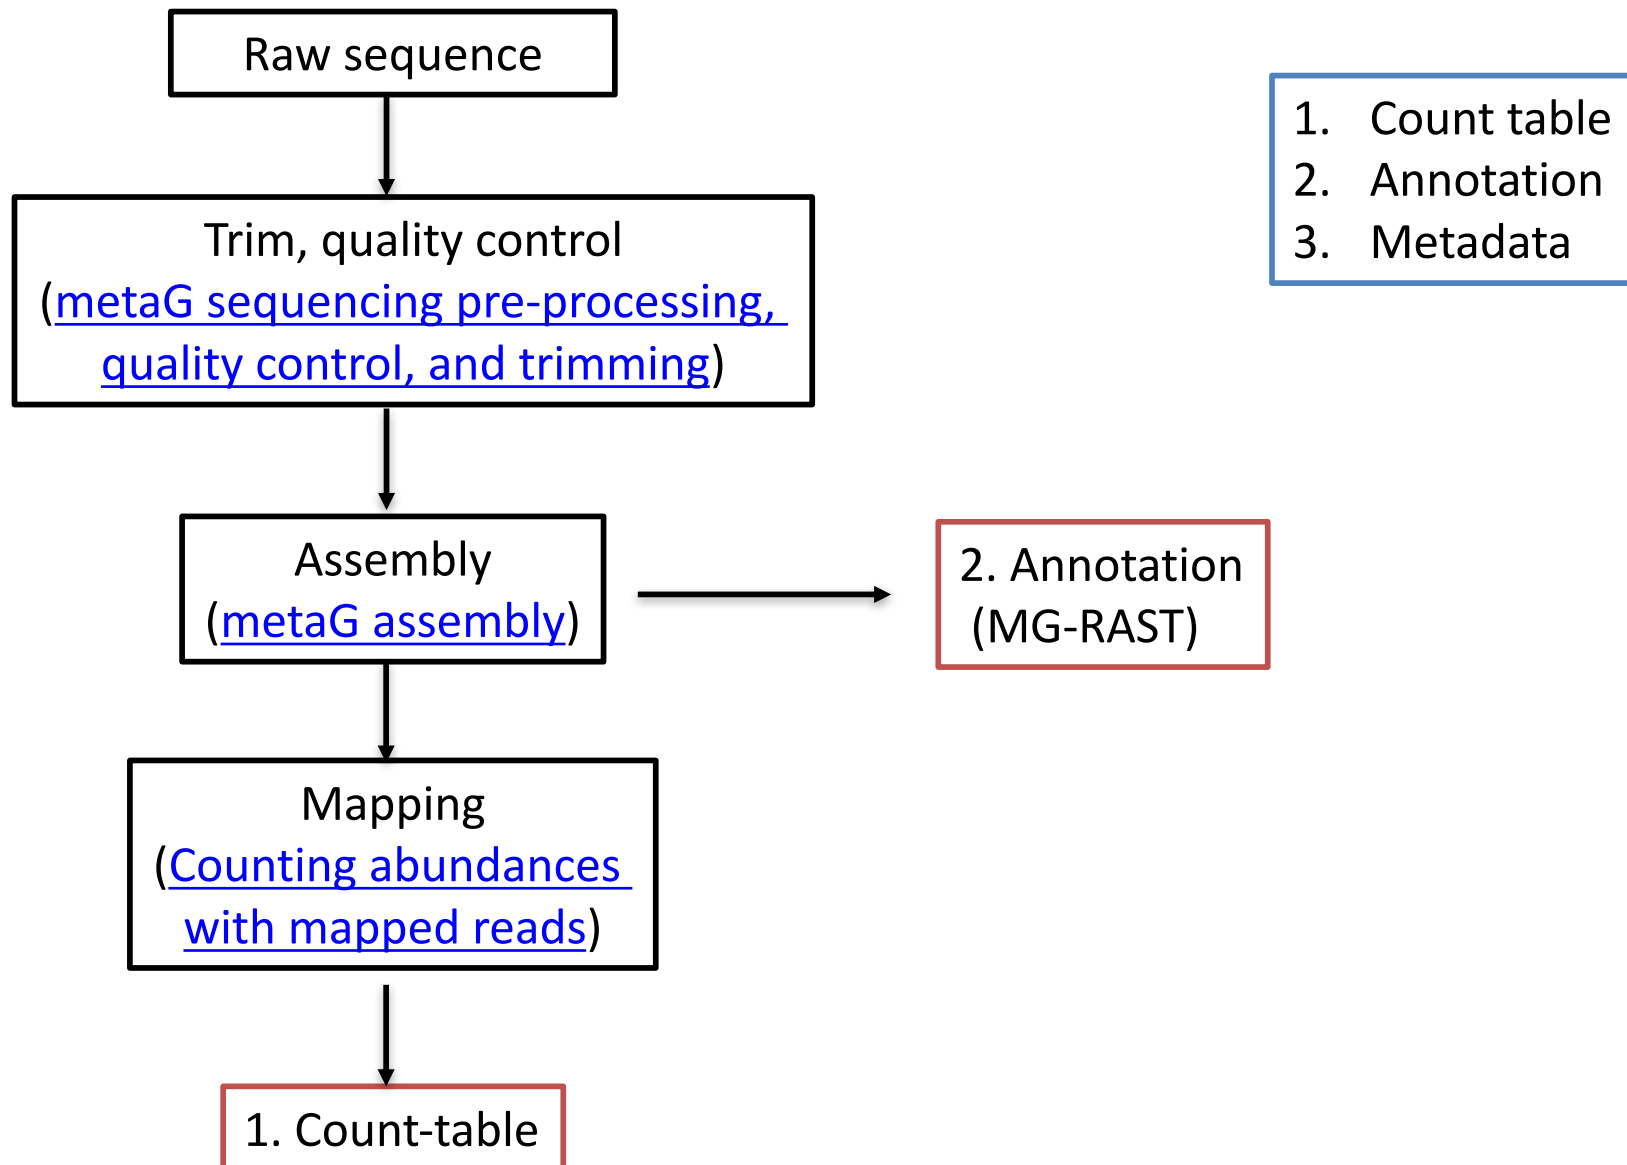 Raw sequence
1. Count table
2. Annotation
3. Metadata
Trim, quality control
(metaG sequencing pre-processing,
quality control, and trimming)
Assembly
(metaG assembly)
2. Annotation
(MG-RAST)
Mapping
(Counting abundances
with mapped reads)
1. Count-table